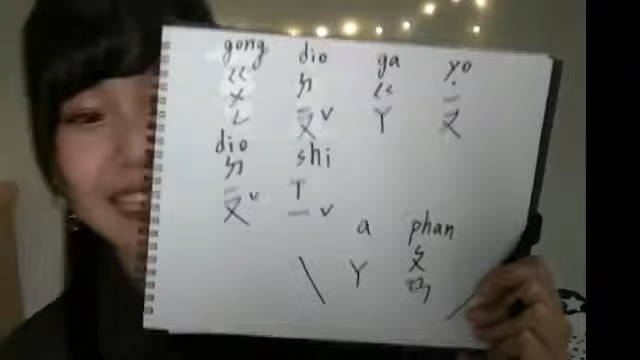 gong dio ga yo
ㄍ ㄉ ㄍ ˙
ㄨ ㄧ ㄧ
ㄥ ㄡˇ ㄚ ㄡ
dio shi
ㄉ ㄒ
ㄧ ㄧˇ
ㄡˇ
a phan
ㄚ ㄆ
ㄢ